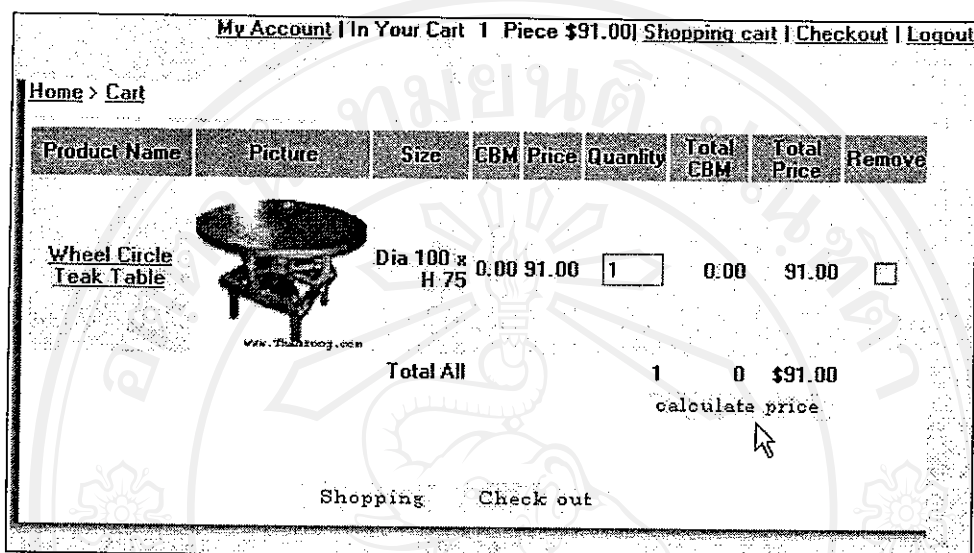 My Account | In Your Cart 1 Piece $91.00| Shopping cart | Checkout | Logout
Home > Cart
Product Name Picture Size CBM Price Quantity Total CBM Total Price Remove
Wheel Circle Teak Table Dia 100 x H 75 0.00 91.00 1 0.00 91.00
Total All 1 0 $91.00
calculate price
Shopping Check out